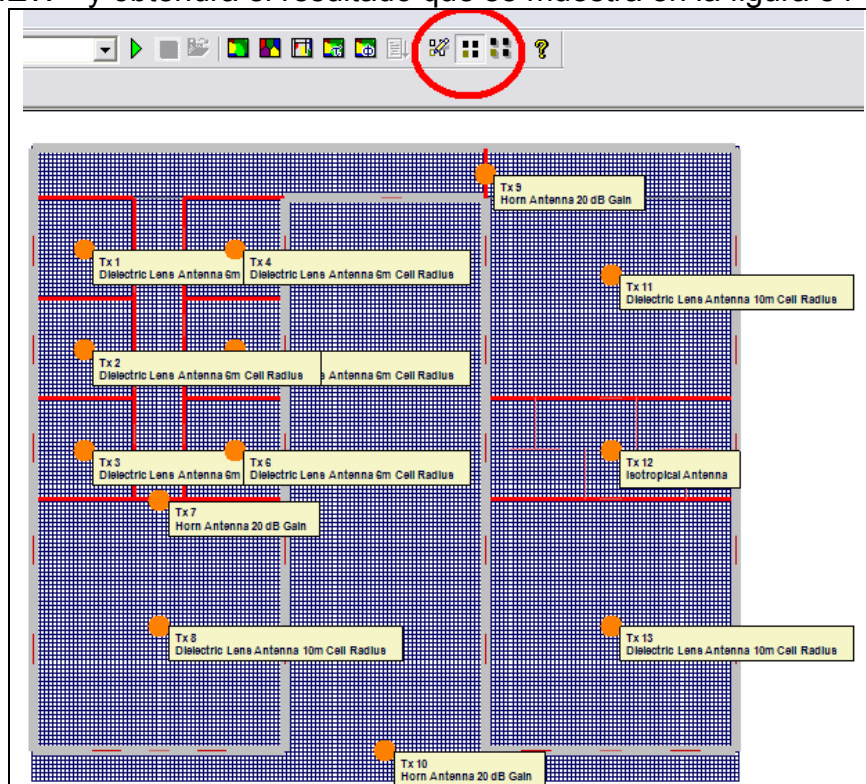 y obtendrá el resultado que se muestra en la figura
Tx 9
Horn Antenna 20 dB Gain
Tx 1
Dielectric Lens Antenna 6m
Tx 4
Dielectric Lens Antenna 6m Cell Radius
Tx 11
Dielectric Lens Antenna 10m Cell Radius
Tx 2
Dielectric Lens Antenna 6m Cell Radius
Antenna 6m Cell Radius
Tx 3
Dielectric Lens Antenna 6m
Tx 6
Dielectric Lens Antenna 6m Cell Radius
Tx 12
Isotropical Antenna
Tx 7
Horn Antenna 20 dB Gain
Tx 8
Dielectric Lens Antenna 10m Cell Radius
Tx 13
Dielectric Lens Antenna 10m Cell Radius
Tx 10
Horn Antenna 20 dB Gain